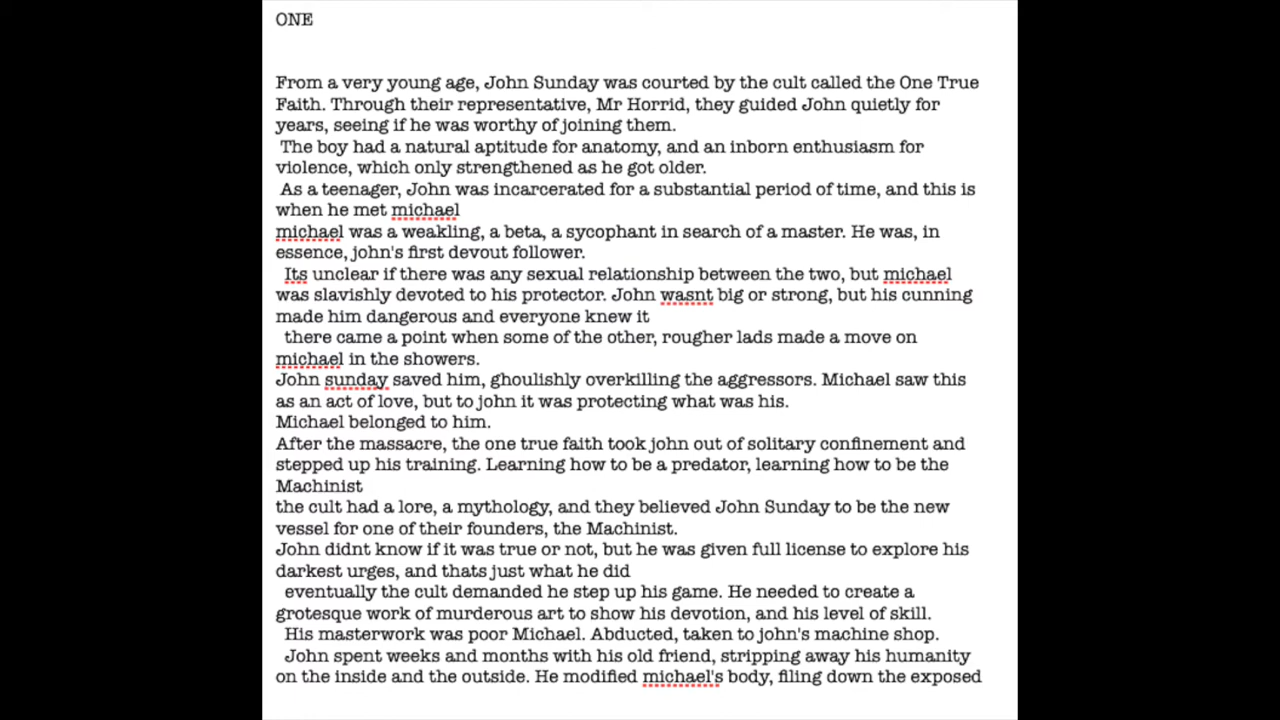 ONE
From a very young age, John Sunday was courted by the cult called the One True
Faith. Through their representative, Mr Horrid, they guided John quietly for
years, seeing if he was worthy of joining them.
The boy had a natural aptitude for anatomy, and an inborn enthusiasm for
violence, which only strengthened as he got older.
As a teenager, John was incarcerated for a substantial period of time, and this is
when he met michael
michael was a weakling, a beta, a sycophant in search of a master. He was, in
essence, john's first devout follower.
Its unclear if there was any sexual relationship between the two, but michael
was slavishly devoted to his protector. John wasnt big or strong, but his cunning
made him dangerous and everyone knew it
there came a point when some of the other, rougher lads made a move on
michael in the showers.
John sunday saved him, ghoulishly overkilling the aggressors. Michael saw this
as an act of love, but to john it was protecting what was his.
Michael belonged to him.
After the massacre, the one true faith took john out of solitary confinement and
stepped up his training. Learning how to be a predator, learning how to be the
Machinist
the cult had a lore, a mythology, and they believed John Sunday to be the new
vessel for one of their founders, the Machinist.
John didnt know if it was true or not, but he was given full license to explore his
darkest urges, and thats just what he did
eventually the cult demanded he step up his game. He needed to create a
grotesque work of murderous art to show his devotion, and his level of skill.
His masterwork was poor Michael. Abducted, taken to john's machine shop.
John spent weeks and months with his old friend, stripping away his humanity
on the inside and the outside. He modified michael's body, filing down the exposed